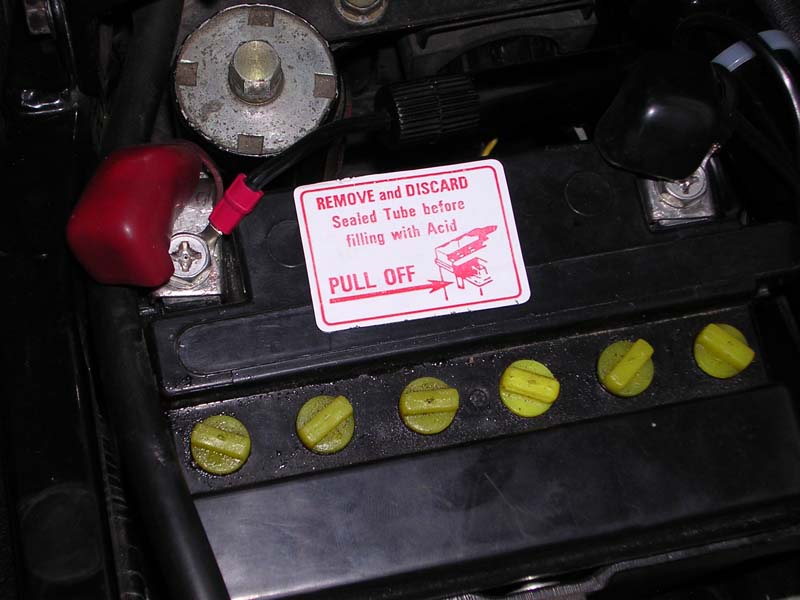 REMOVE and DISCARD
Sealed Tube before
filling with Acid
PULL OFF